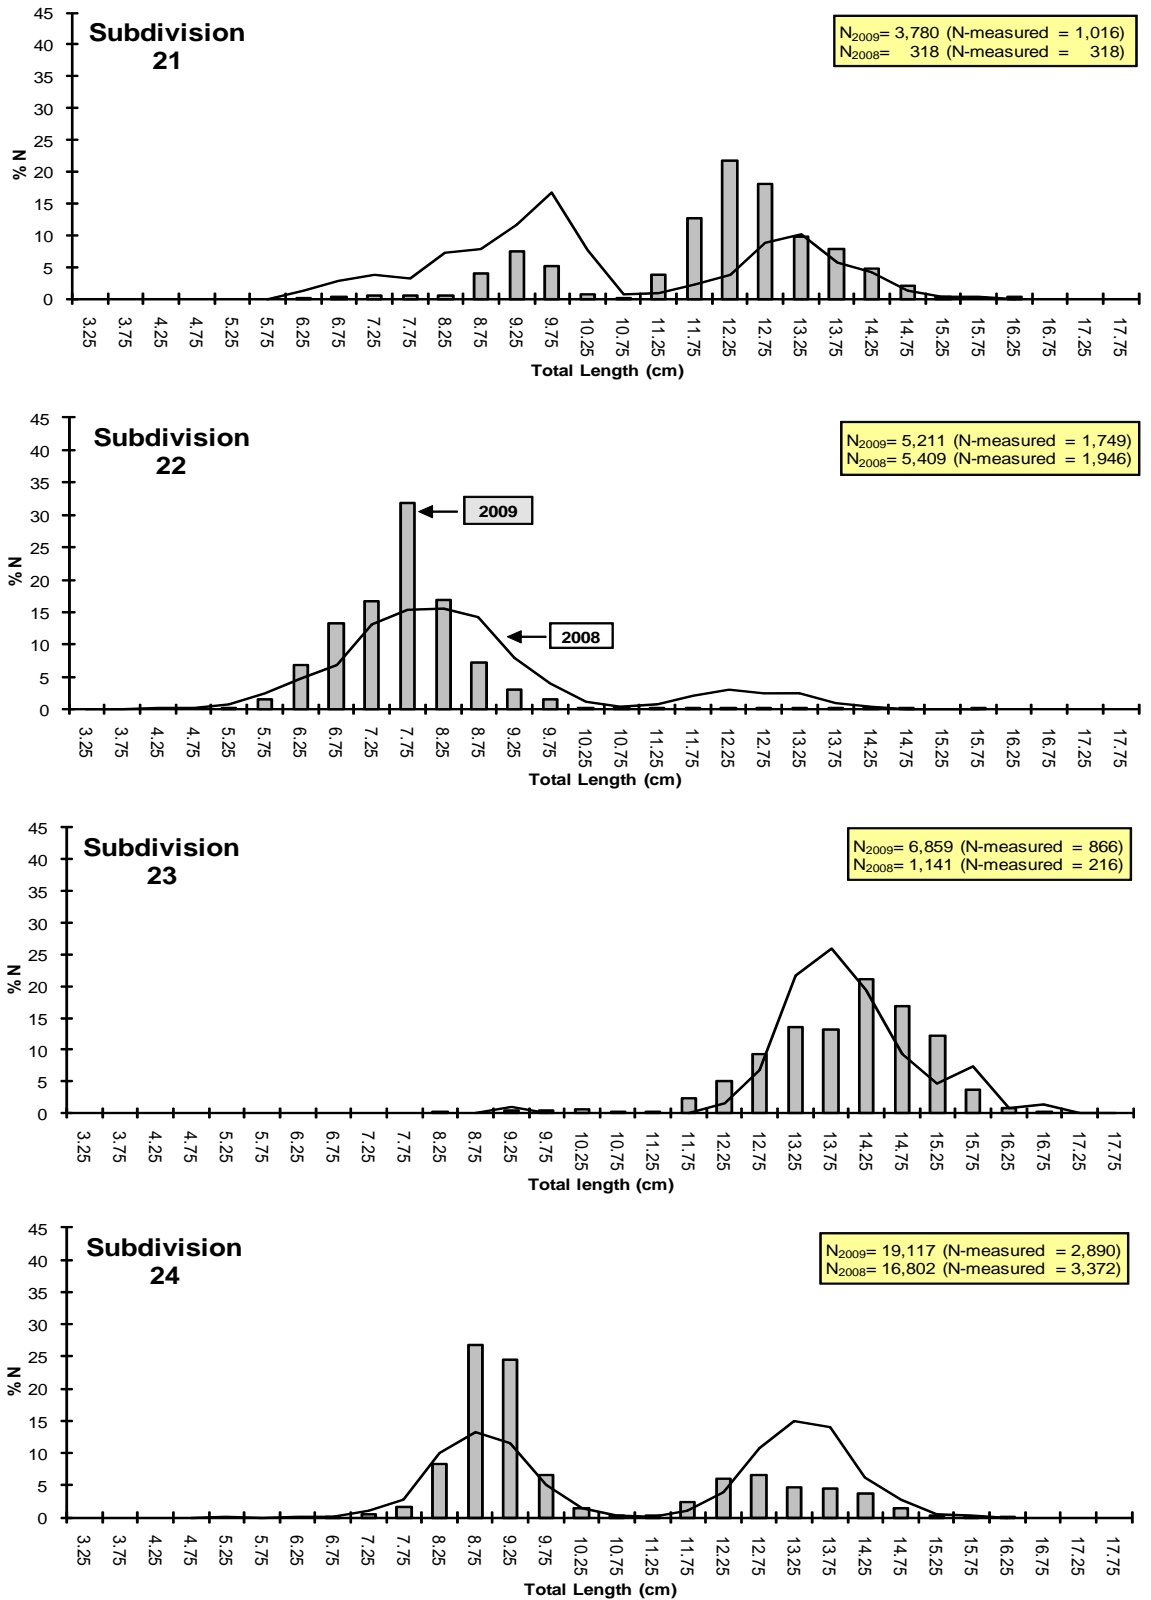 Subdivision
21
N2009= 3,780 (N-measured = 1,016)
N2008= 318 (N-measured = 318)
45
40
35
30
25
20
15
10
5
0
% N
3.25 3.75 4.25 4.75 5.25 5.75 6.25 6.75 7.25 7.75 8.25 8.75 9.25 9.75 10.25 10.75 11.25 11.75 12.25 12.75 13.25 13.75 14.25 14.75 15.25 15.75 16.25 16.75 17.25 17.75
Total Length (cm)
Subdivision
22
N2009= 5,211 (N-measured = 1,749)
N2008= 5,409 (N-measured = 1,946)
45
40
35
30
25
20
15
10
5
0
% N
2009
2008
3.25 3.75 4.25 4.75 5.25 5.75 6.25 6.75 7.25 7.75 8.25 8.75 9.25 9.75 10.25 10.75 11.25 11.75 12.25 12.75 13.25 13.75 14.25 14.75 15.25 15.75 16.25 16.75 17.25 17.75
Total Length (cm)
Subdivision
23
N2009= 6,859 (N-measured = 866)
N2008= 1,141 (N-measured = 216)
45
40
35
30
25
20
15
10
5
0
% N
3.25 3.75 4.25 4.75 5.25 5.75 6.25 6.75 7.25 7.75 8.25 8.75 9.25 9.75 10.25 10.75 11.25 11.75 12.25 12.75 13.25 13.75 14.25 14.75 15.25 15.75 16.25 16.75 17.25 17.75
Total length (cm)
Subdivision
24
N2009= 19,117 (N-measured = 2,890)
N2008= 16,802 (N-measured = 3,372)
45
40
35
30
25
20
15
10
5
0
% N
3.25 3.75 4.25 4.75 5.25 5.75 6.25 6.75 7.25 7.75 8.25 8.75 9.25 9.75 10.25 10.75 11.25 11.75 12.25 12.75 13.25 13.75 14.25 14.75 15.25 15.75 16.25 16.75 17.25 17.75
Total Length (cm)